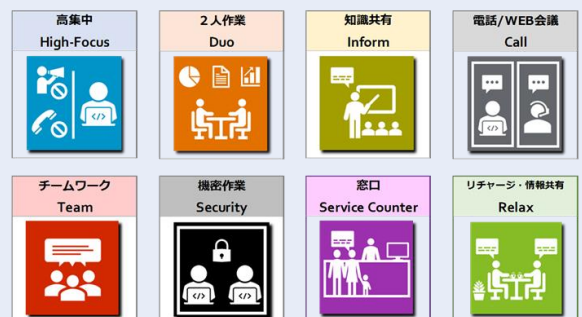 高集中
High-Focus
２人作業
Duo
知識共有
Inform
電話/WEB会議
Call
</>
</>
チームワーク
Team
機密作業
Security
窓口
Service Counter
リチャージ・情報共有
Relax
</>
</>